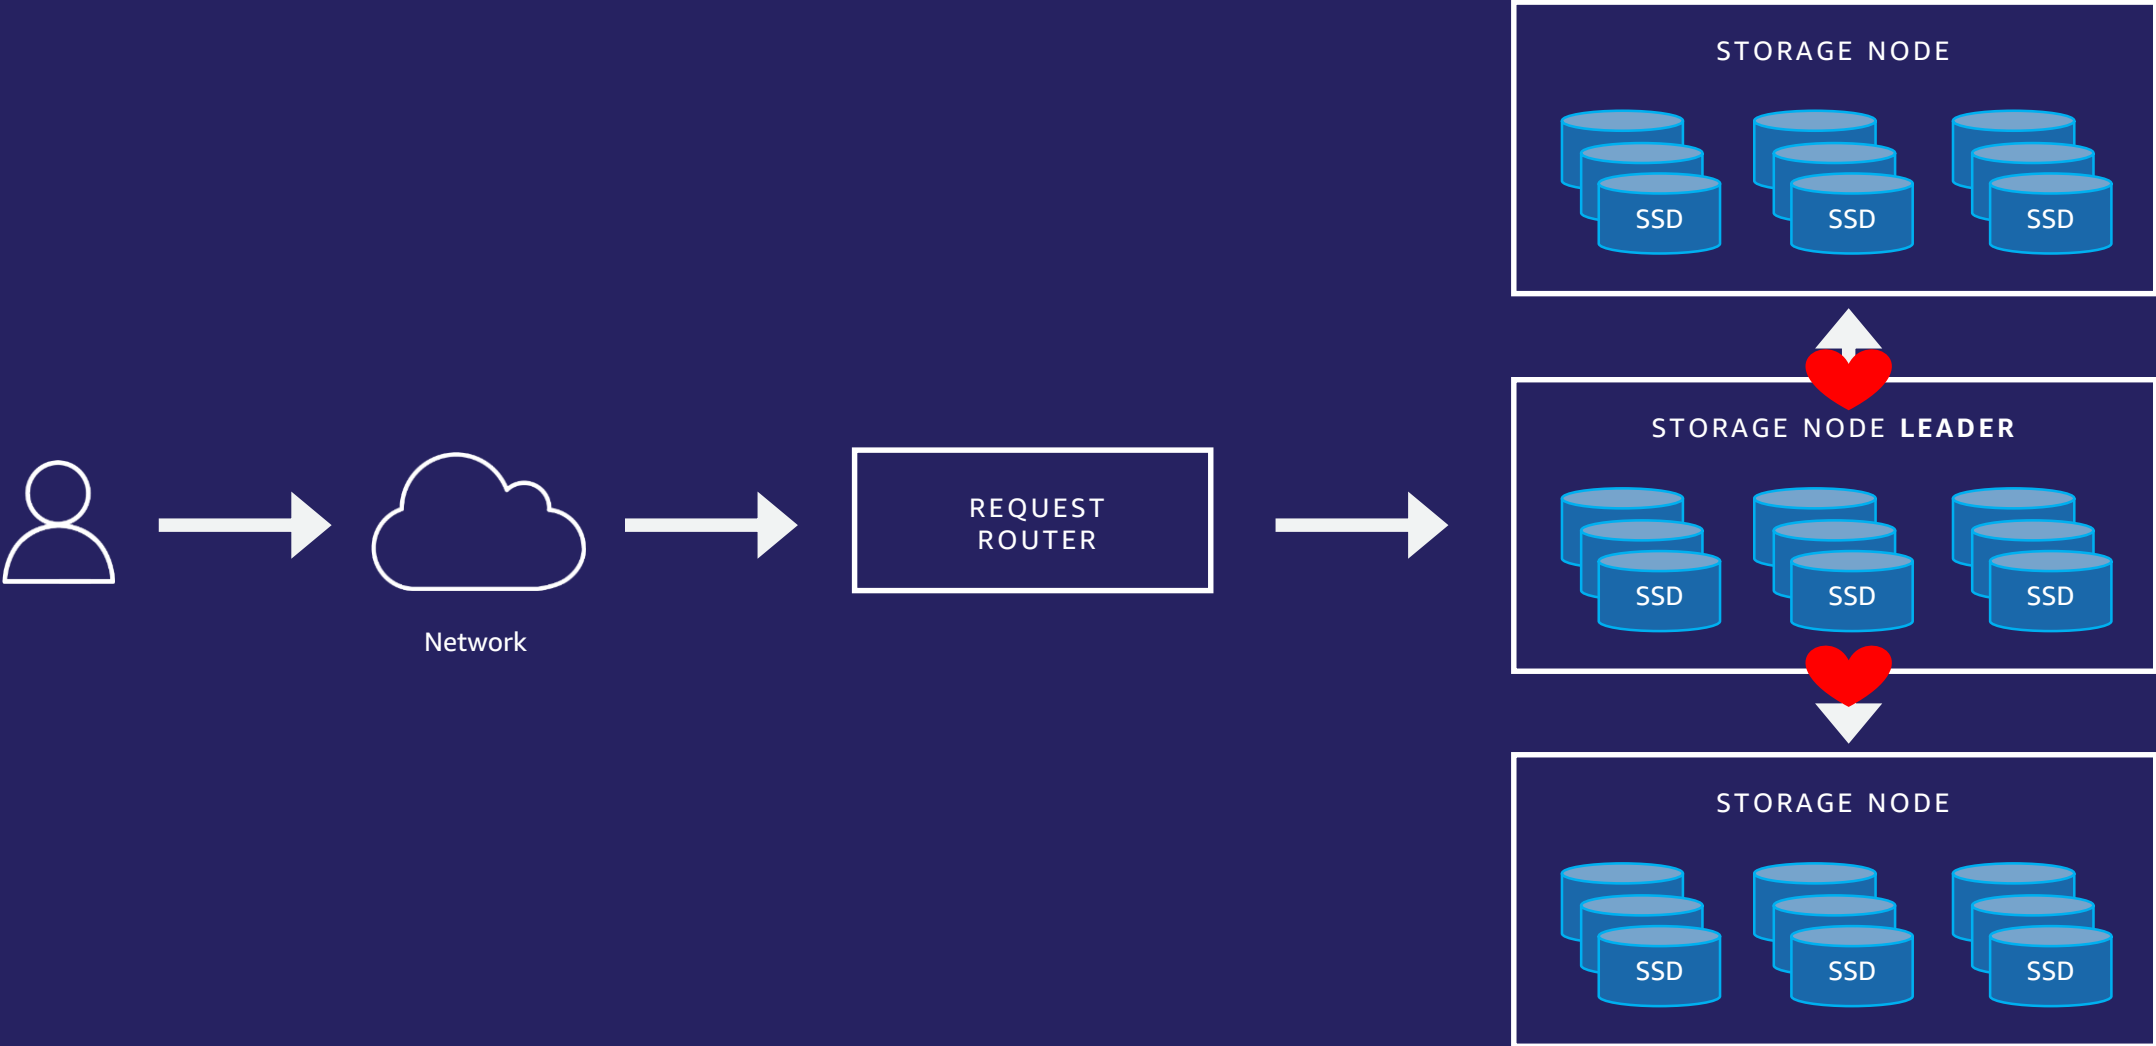 STORAGE NODE
SSD
SSD
SSD
STORAGE NODE LEADER
REQUEST
ROUTER
SSD
SSD
SSD
Network
STORAGE NODE
SSD
SSD
SSD